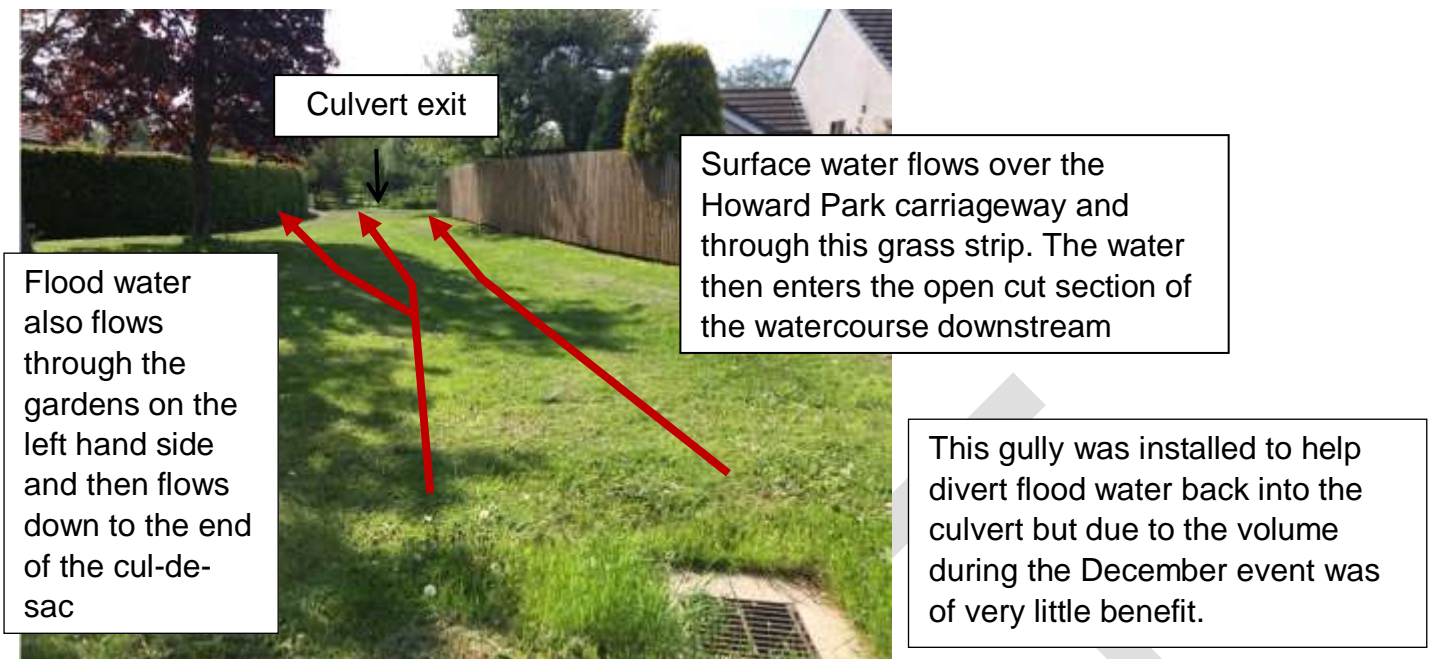 Culvert exit
Surface water flows over the
Howard Park carriageway and
through this grass strip. The water
then enters the open cut section of
the watercourse downstream
Flood water
also flows
through the
gardens on the
left hand side
and then flows
down to the end
of the cul-de-
sac
This gully was installed to help
divert flood water back into the
culvert but due to the volume
during the December event was
of very little benefit.